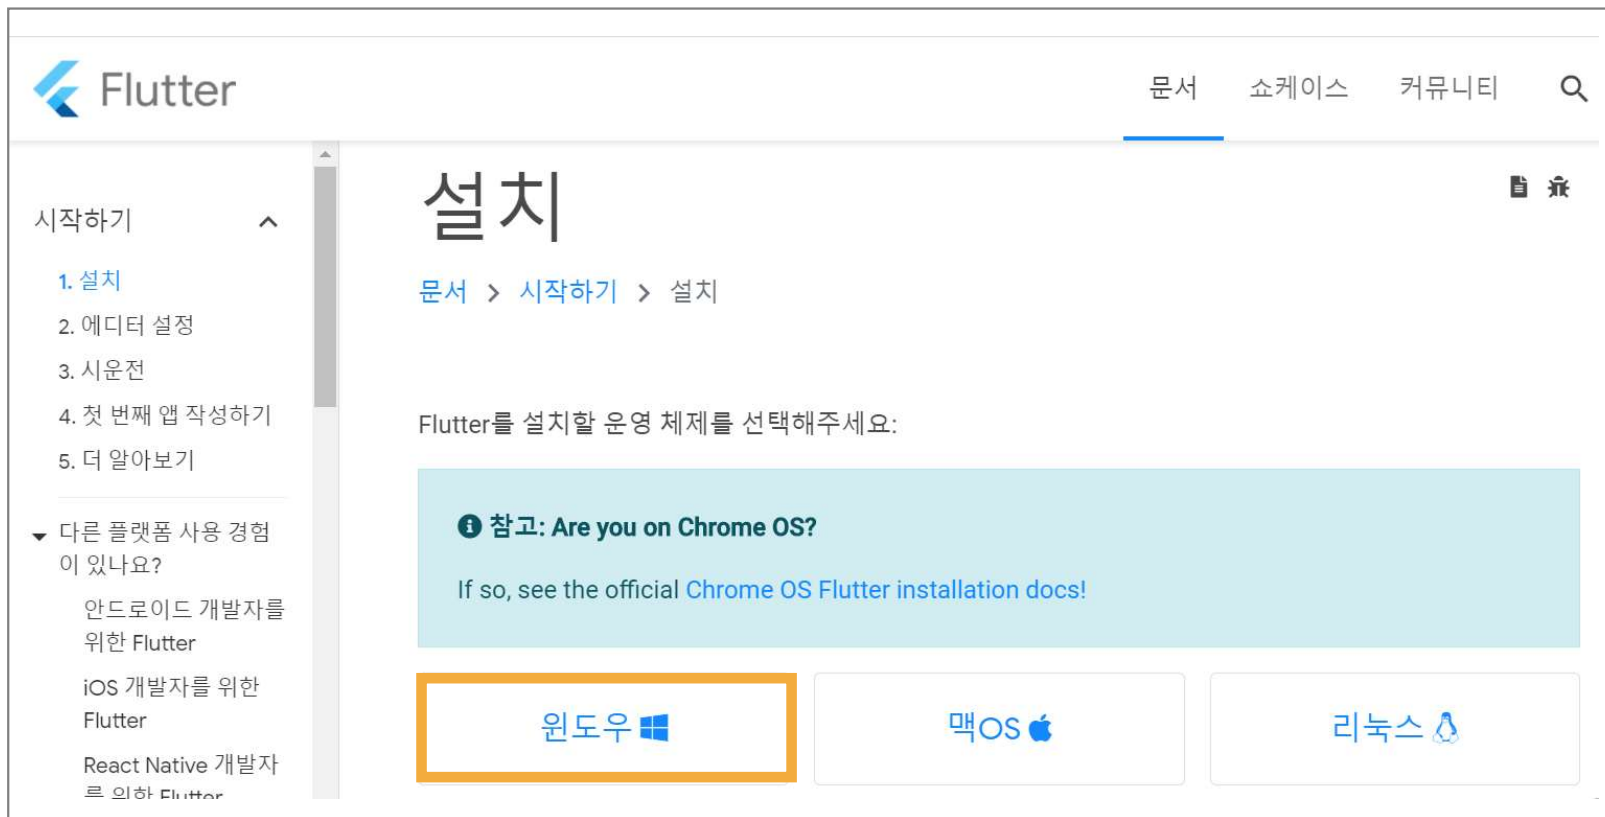 Flutter
문서 쇼케이스 커뮤니티
시작하기
1. 설치
2. 에디터 설정
3. 시운전
4. 첫 번째 앱 작성하기
5. 더 알아보기
다른 플랫폼 사용 경험
이 있나요?
안드로이드 개발자를
위한 Flutter
iOS 개발자를 위한
Flutter
React Native 개발자
를 위한 Flutter
설치
문서 > 시작하기 > 설치
Flutter를 설치할 운영 체제를 선택해주세요:
참고: Are you on Chrome OS?
If so, see the official Chrome OS Flutter installation docs!
윈도우
맥OS
리눅스